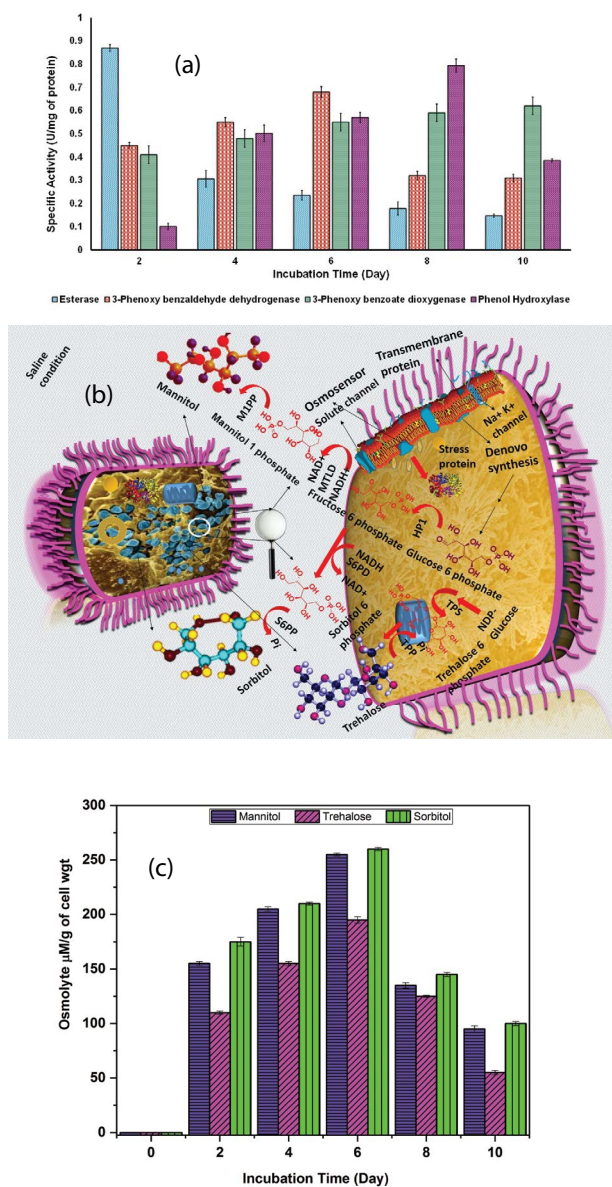 (a)
Specific Activity (U/mg of protein)
1
0.9
0.8
0.7
0.6
0.5
0.4
0.3
0.2
0.1
0
2
4
6
8
10
Incubation Time (Day)
Esterase
3-Phenoxy benzaldehyde dehydrogenase
3-Phenoxy benzoate dioxygenase
Phenol Hydroxylase
(b)
Saline
condition
Mannitol
M1PP
Mannitol 1 phosphate
NAD+
MTLD
NADH+
Osmosensor
Solute channel
Transmembrane
protein
Na+ K+
channel
Stress
protein
Denovo
synthesis
HP1
Fructose 6 phosphate
Glucose 6 phosphate
NADH
S6PD
NAD+
Sorbitol 6
phosphate
S6PP
Pi
Sorbitol
TPS
NDP-
Glucose
TPP
Pi
Trehalose 6
phosphate
Trehalose
(c)
Mannitol
Trehalose
Sorbitol
Osmolyte µM/g of cell wgt
300
250
200
150
100
50
0
0
2
4
6
8
10
Incubation Time (Day)